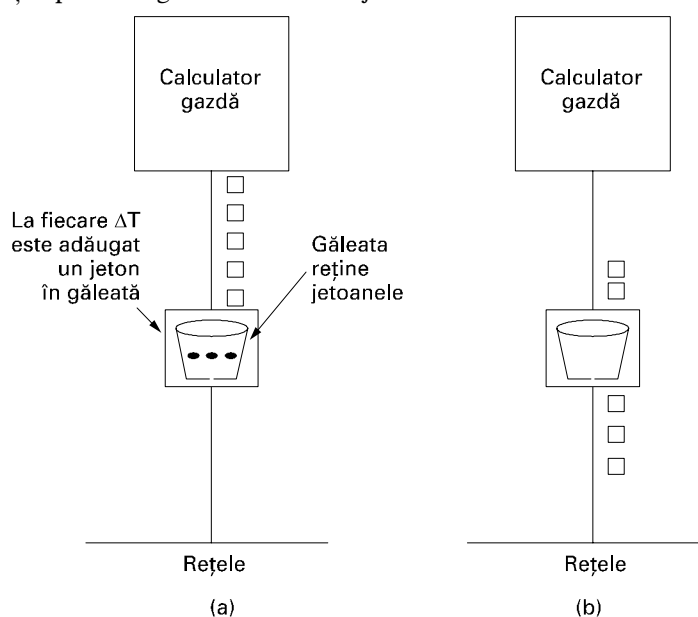 Calculator
gazdă
Calculator
gazdă
La fiecare ΔT
este adăugat
un jeton
în găleată
Găleata
reține
jetoanele
Rețele
Rețele
(a)
(b)